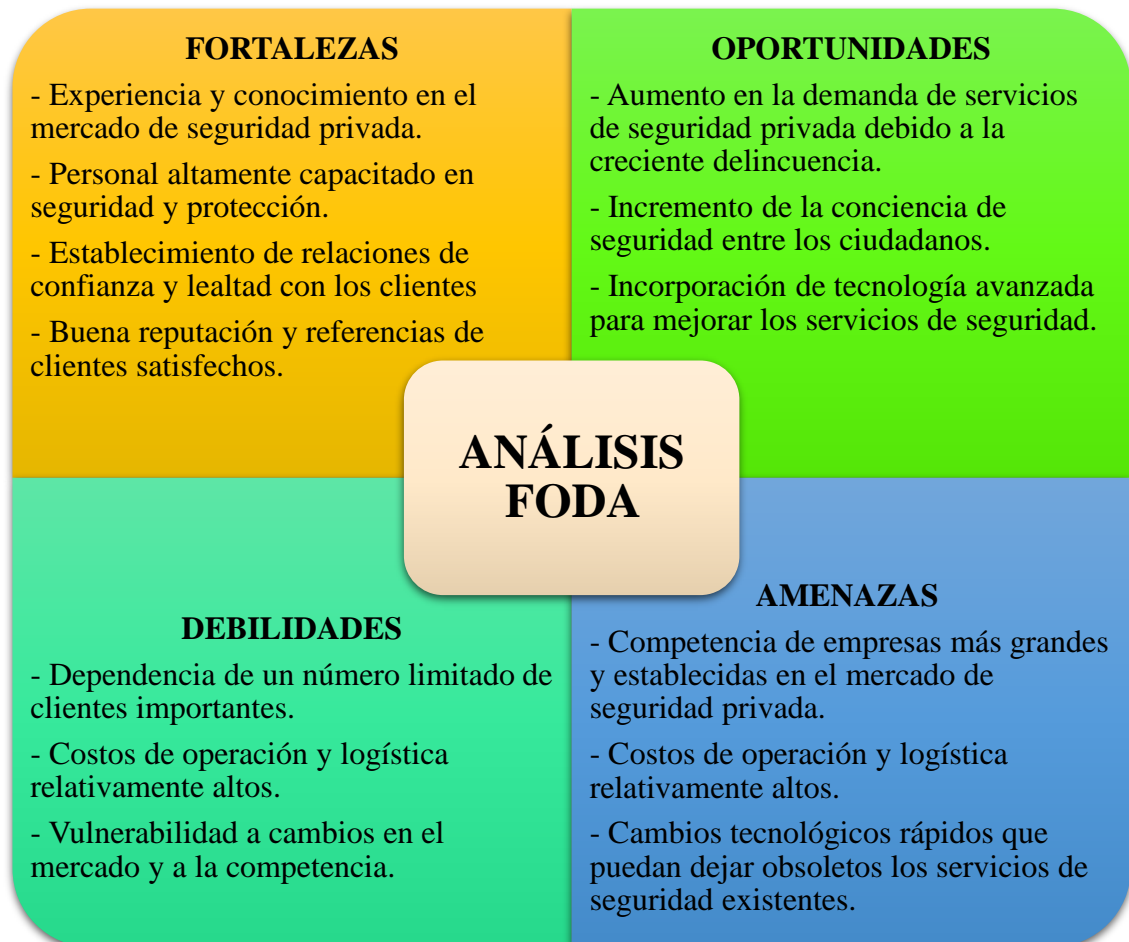 FORTALEZAS
- Experiencia y conocimiento en el
mercado de seguridad privada.
- Personal altamente capacitado en
seguridad y protección.
- Establecimiento de relaciones de
confianza y lealtad con los clientes
- Buena reputación y referencias de
clientes satisfechos.
OPORTUNIDADES
- Aumento en la demanda de servicios
de seguridad privada debido a la
creciente delincuencia.
- Incremento de la conciencia de
seguridad entre los ciudadanos.
- Incorporación de tecnología avanzada
para mejorar los servicios de seguridad.
ANÁLISIS
FODA
DEBILIDADES
- Dependencia de un número limitado de
clientes importantes.
- Costos de operación y logística
relativamente altos.
- Vulnerabilidad a cambios en el
mercado y a la competencia.
AMENAZAS
- Competencia de empresas más grandes
y establecidas en el mercado de
seguridad privada.
- Costos de operación y logística
relativamente altos.
- Cambios tecnológicos rápidos que
puedan dejar obsoletos los servicios de
seguridad existentes.